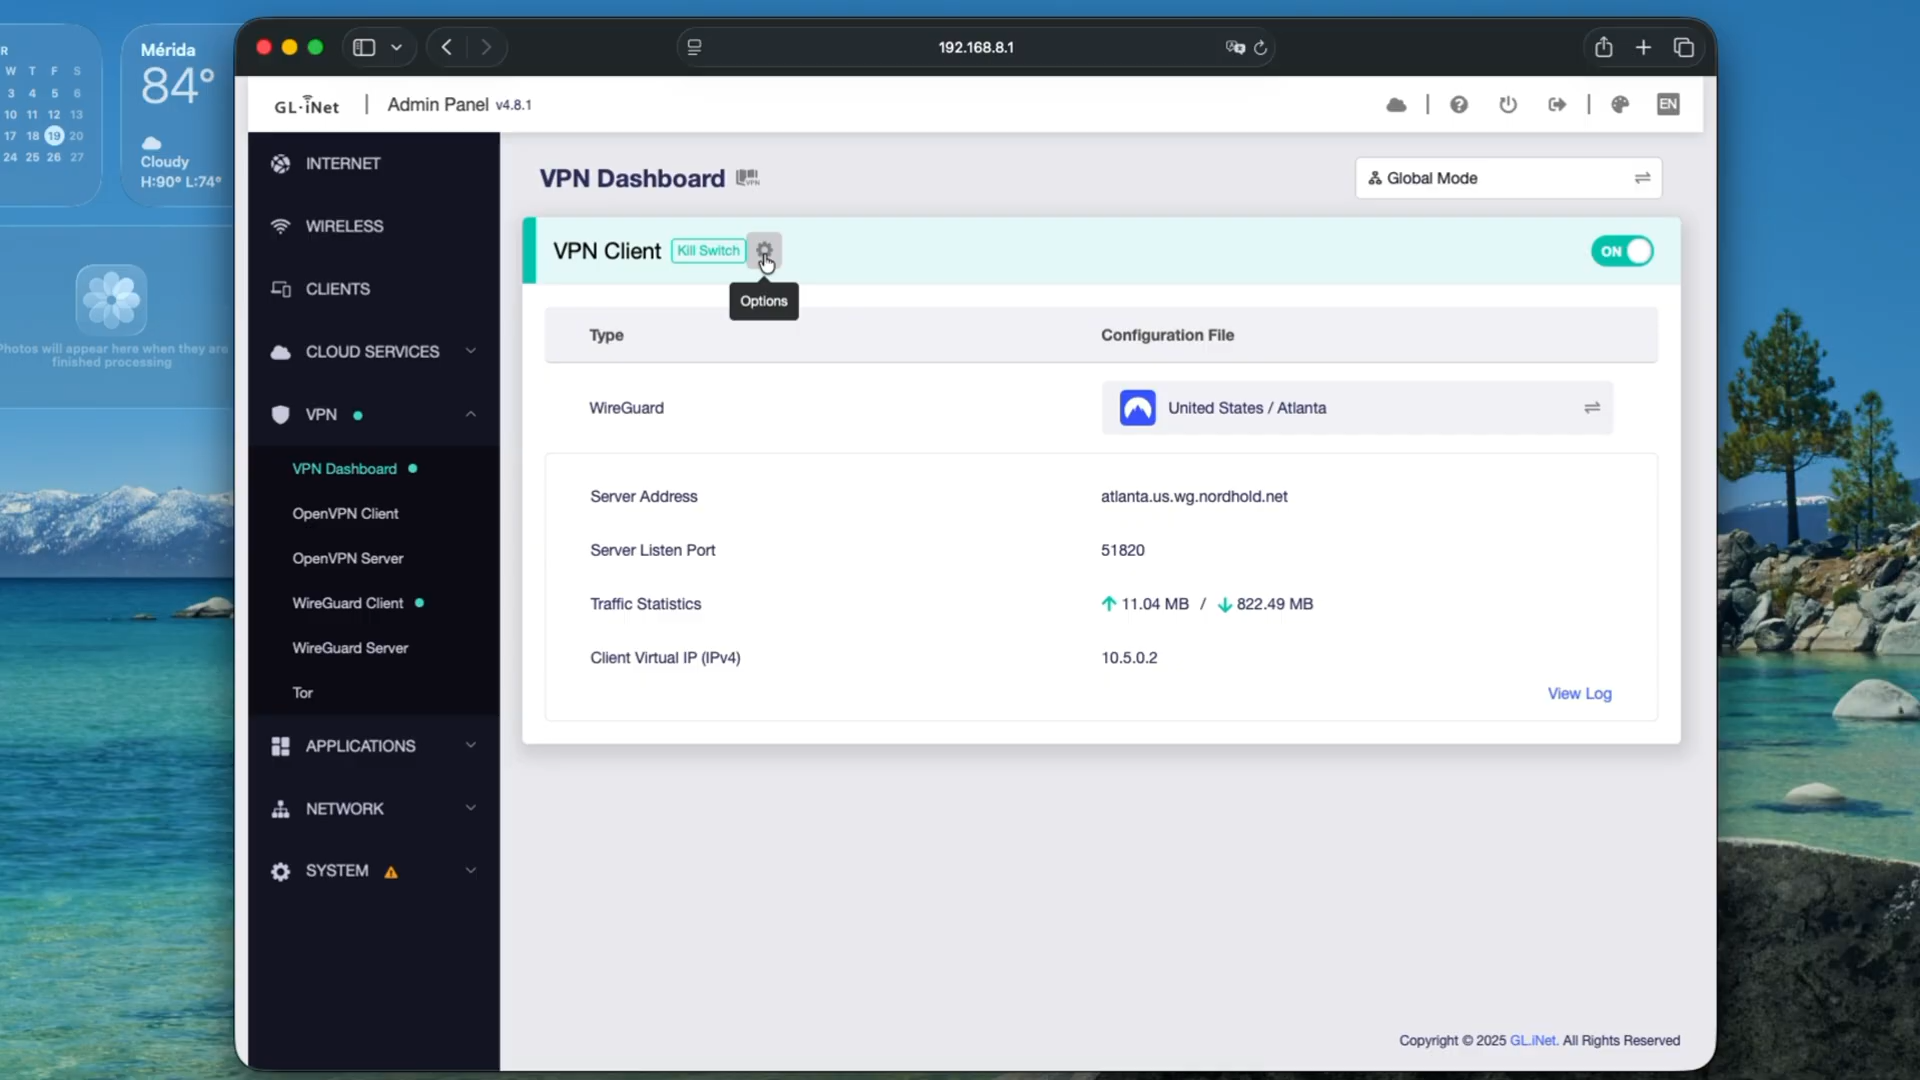 R
W T F S
3 4 5 6
10 11 12 13
17 18 19 20
24 25 26 27
Mérida
84°
Cloudy
H:90° L:74°
Photos will appear here when they are
finished processing
192.168.8.1
GL·iNet | Admin Panel v4.8.1
EN
INTERNET
WIRELESS
CLIENTS
CLOUD SERVICES
VPN
VPN Dashboard
OpenVPN Client
OpenVPN Server
WireGuard Client
WireGuard Server
Tor
APPLICATIONS
NETWORK
SYSTEM
VPN Dashboard
VPN
Global Mode
VPN Client Kill Switch
ON
Options
Type Configuration File
WireGuard United States / Atlanta
Server Address atlanta.us.wg.nordhold.net
Server Listen Port 51820
Traffic Statistics ↑ 11.04 MB / ↓ 822.49 MB
Client Virtual IP (IPv4) 10.5.0.2
View Log
Copyright © 2025 GL.iNet. All Rights Reserved